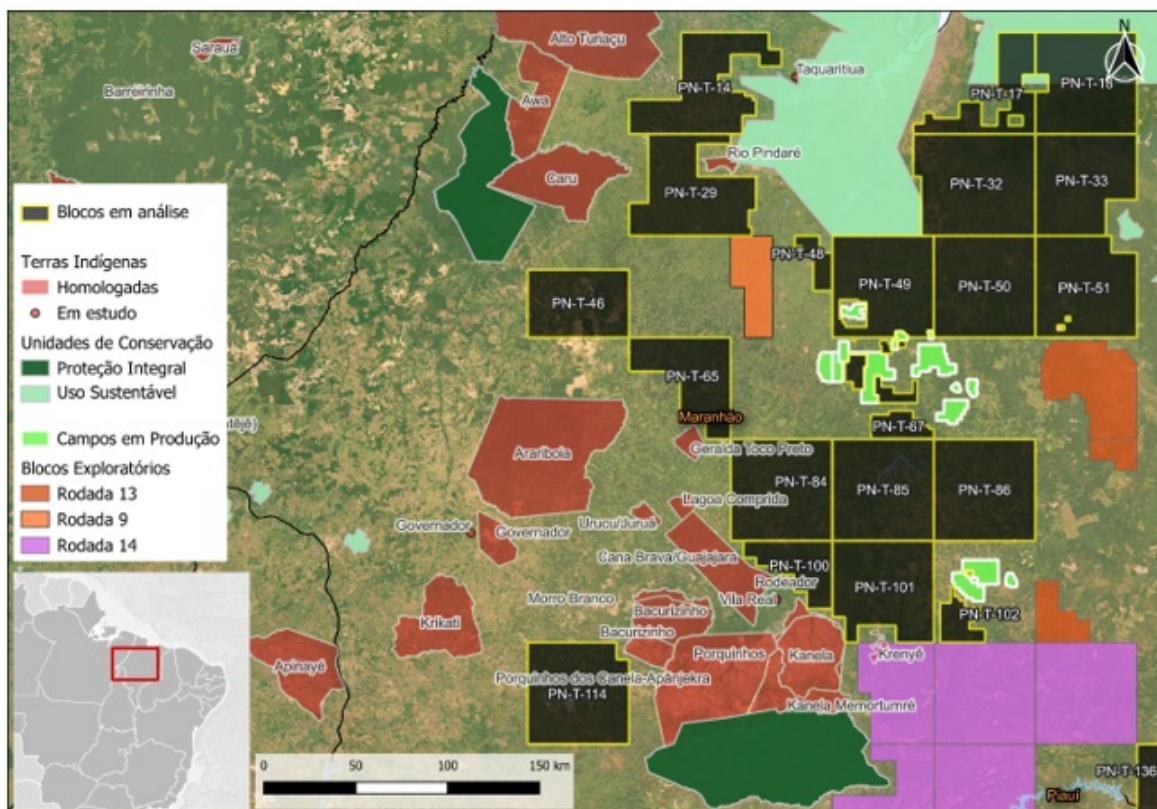 Alto Turiaçu
N
Sarauá
Taquaritiua
Barreirinha
PN-T-14
PN-T-17
PN-T-18
Awa
Rio Pindaré
Caru
PN-T-29
PN-T-32
PN-T-33
Blocos em análise
Terras Indígenas
Homologadas
Em estudo
Unidades de Conservação
Proteção Integral
Uso Sustentável
Campos em Produção
Blocos Exploratórios
Rodada 13
Rodada 9
Rodada 14
PN-T-48
PN-T-49
PN-T-50
PN-T-51
PN-T-46
PN-T-65
Maranhão
PN-T-67
Geralda Toco Preto
Arariboia
PN-T-84
PN-T-85
PN-T-86
Lagoa Comprida
Governador
Governador
Urucu/Juruá
Cana Brava/Guajajara
PN-T-100
Rodeador
PN-T-101
PN-T-102
Morro Branco
Vila Real
Bacurizinho
Krikati
Bacurizinho
Apinayé
Porquinhos
Kanela
Krenyê
Porquinhos dos Canela-Apãnjekra
PN-T-114
Kanela Memortumré
0 50 100 150 km
PN-T-136
Piauí